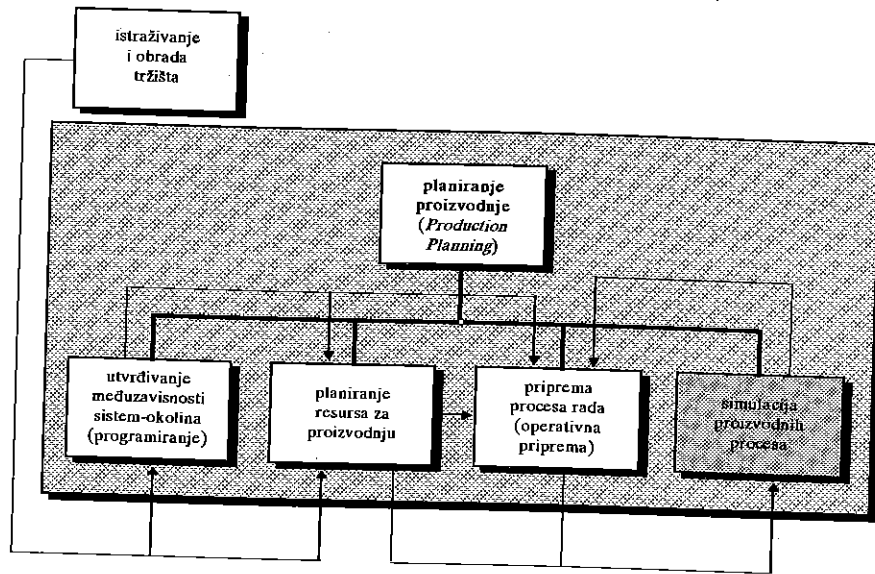 istraživanje
i obrada
tržišta
planiranje
proizvodnje
(Production
Planning)
utvrđivanje
međuzavisnosti
sistem-okolina
(programiranje)
planiranje
resursa za
proizvodnju
priprema
procesa rada
(operativna
priprema)
simulacija
proizvodnih
procesa